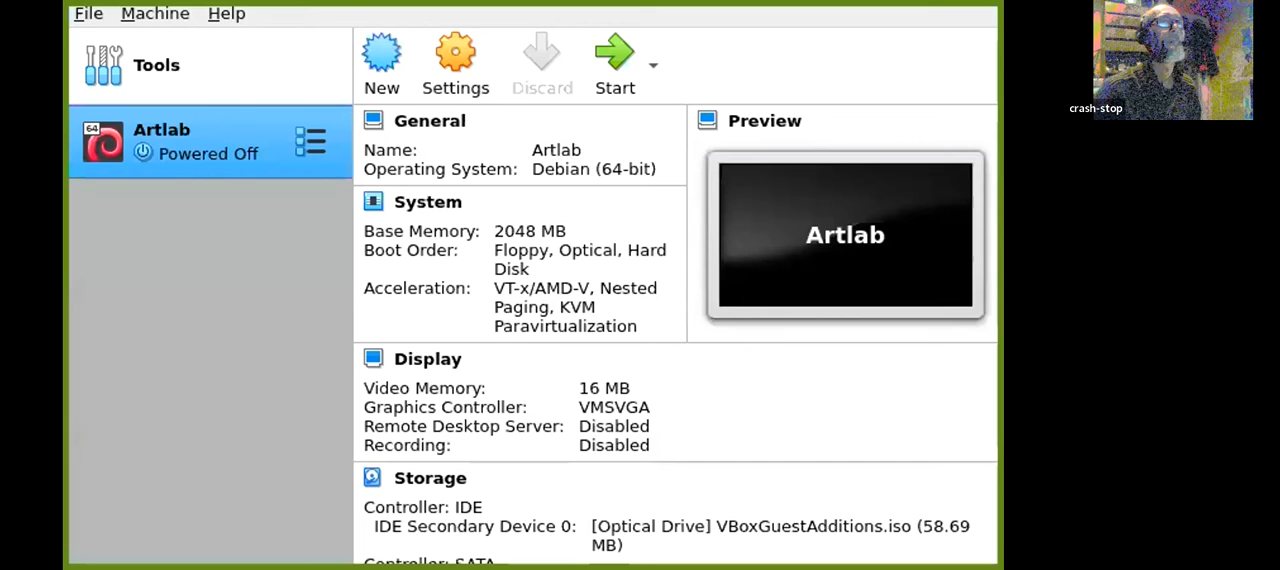 File Machine Help
Tools
New Settings Discard Start
64
Artlab
Powered Off
General
Name: Artlab
Operating System: Debian (64-bit)
System
Base Memory: 2048 MB
Boot Order: Floppy, Optical, Hard
Disk
Acceleration: VT-x/AMD-V, Nested
Paging, KVM
Paravirtualization
Preview
Artlab
Display
Video Memory: 16 MB
Graphics Controller: VMSVGA
Remote Desktop Server: Disabled
Recording: Disabled
Storage
Controller: IDE
IDE Secondary Device 0: [Optical Drive] VBoxGuestAdditions.iso (58.69
MB)
Controller: SATA
crash-stop